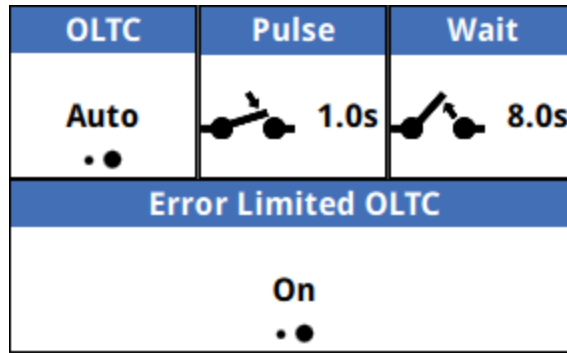 OLTC Pulse Wait
Auto 1.0s 8.0s
Error Limited OLTC
On